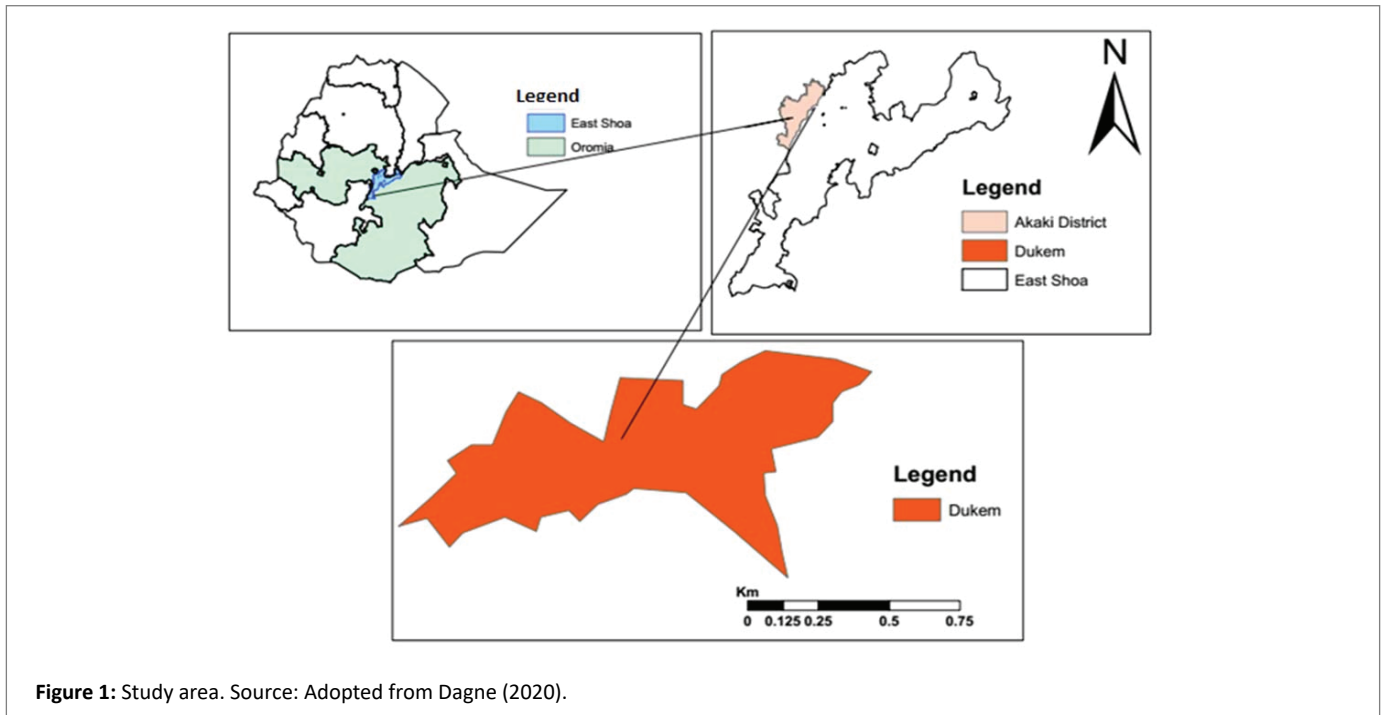 Legend
East Shoa
Oromia
N
Legend
Akaki District
Dukem
East Shoa
Legend
Dukem
Km
0 0.125 0.25 0.5 0.75
Figure 1: Study area. Source: Adopted from Dagne (2020).